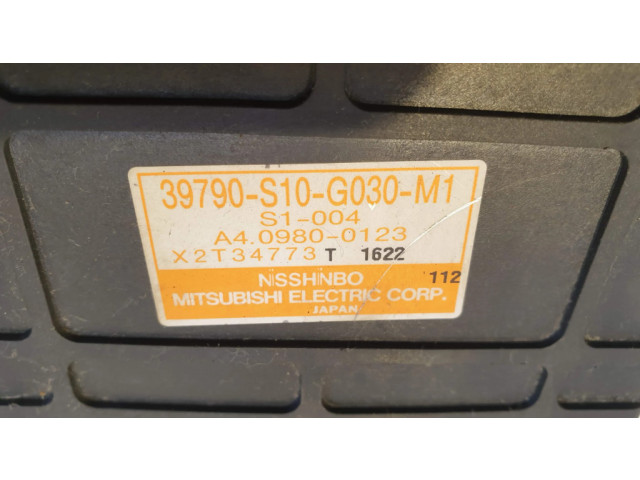 39790-S10-G030-M1
S1-004
A4.0980-0123
X2T34773 T 1622
NISSHINBO 112
MITSUBISHI ELECTRIC CORP.
JAPAN